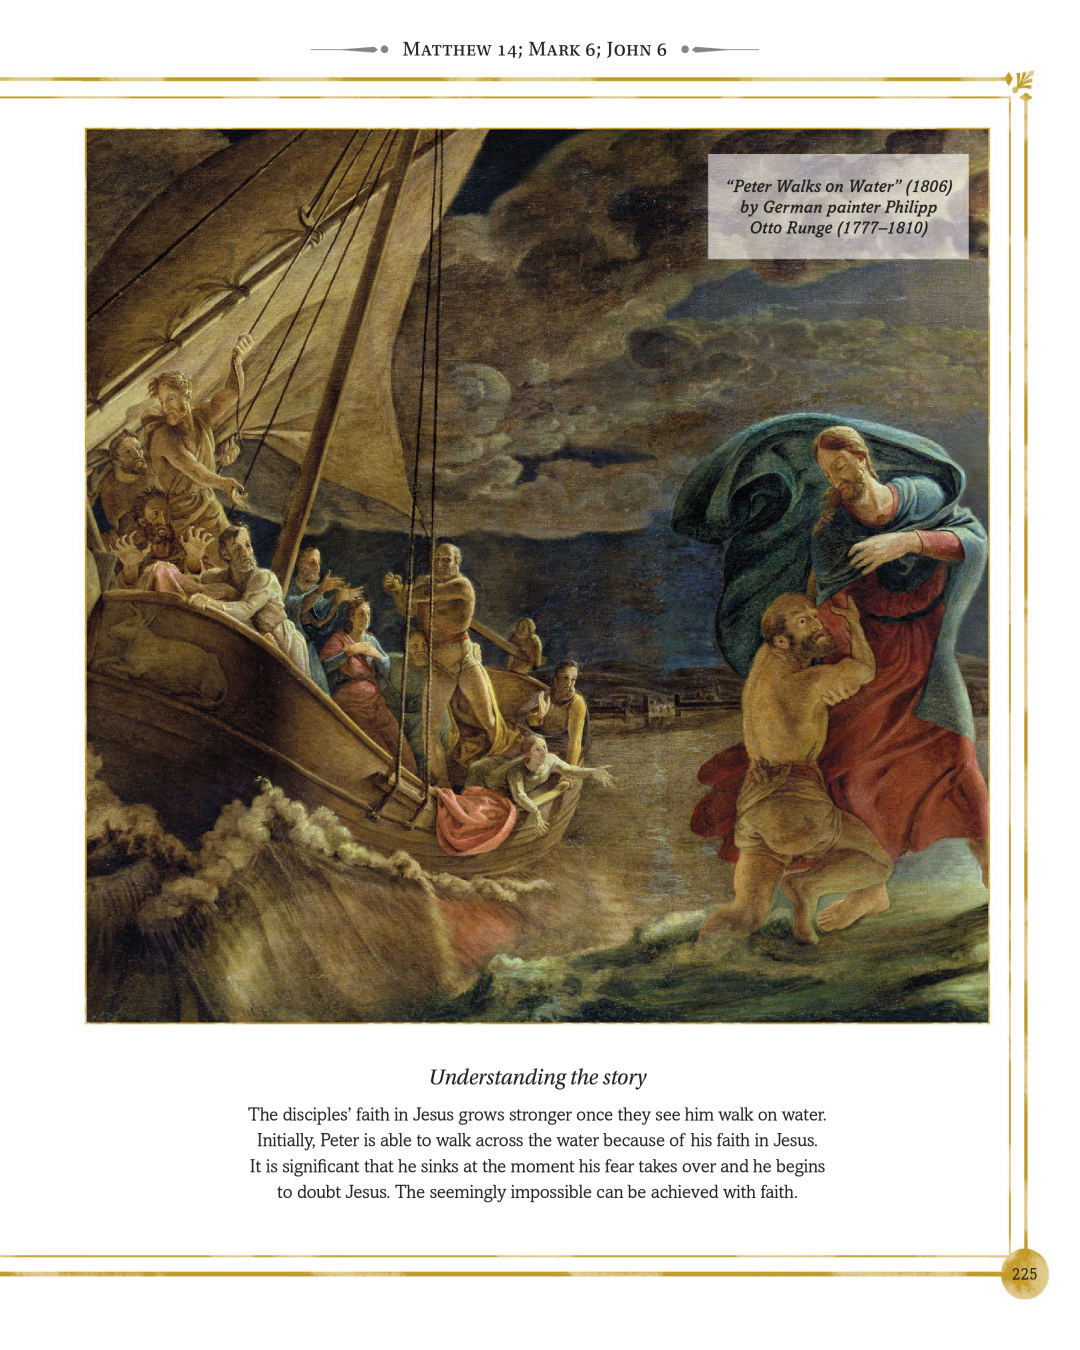 Matthew 14; Mark 6; John 6
“Peter Walks on Water” (1806)
by German painter Philipp
Otto Runge (1777–1810)
Understanding the story
The disciples’ faith in Jesus grows stronger once they see him walk on water.
Initially, Peter is able to walk across the water because of his faith in Jesus.
It is significant that he sinks at the moment his fear takes over and he begins
to doubt Jesus. The seemingly impossible can be achieved with faith.
225